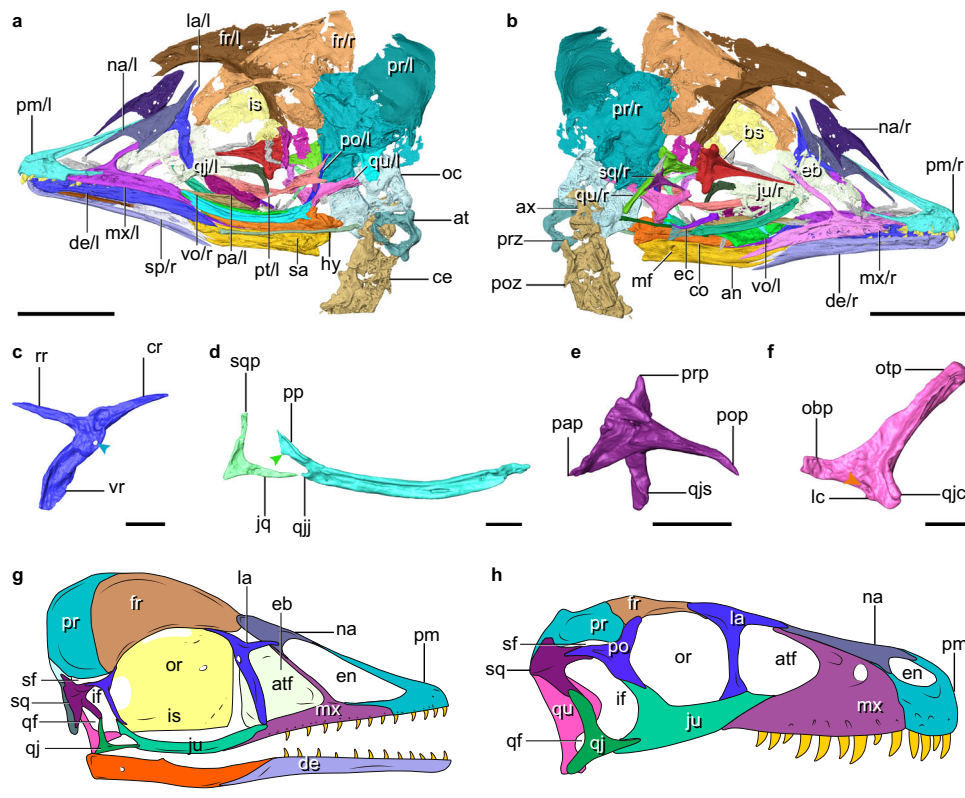 a
la/l
fr/l
fr/r
pr/l
na/l
pm/l
is
po/l
qj/l
qu/l
oc
at
de/l
mx/l
sp/r
vo/r
pa/l
pt/l
sa
hy
ce
b
pr/r
bs
na/r
pm/r
eb
sq/r
ju/r
qu/r
ax
prz
poz
mf
ec
co
an
vo/l
de/r
mx/r
c
rr
cr
vr
d
sqp
pp
jq
qjj
e
prp
pap
pop
qjs
f
otp
obp
lc
qjc
g
la
eb
na
pm
fr
pr
or
sf
if
atf
en
sq
qf
is
mx
qj
ju
de
h
fr
la
na
pr
pm
sf
po
or
atf
en
sq
if
qu
ju
mx
qf
qj